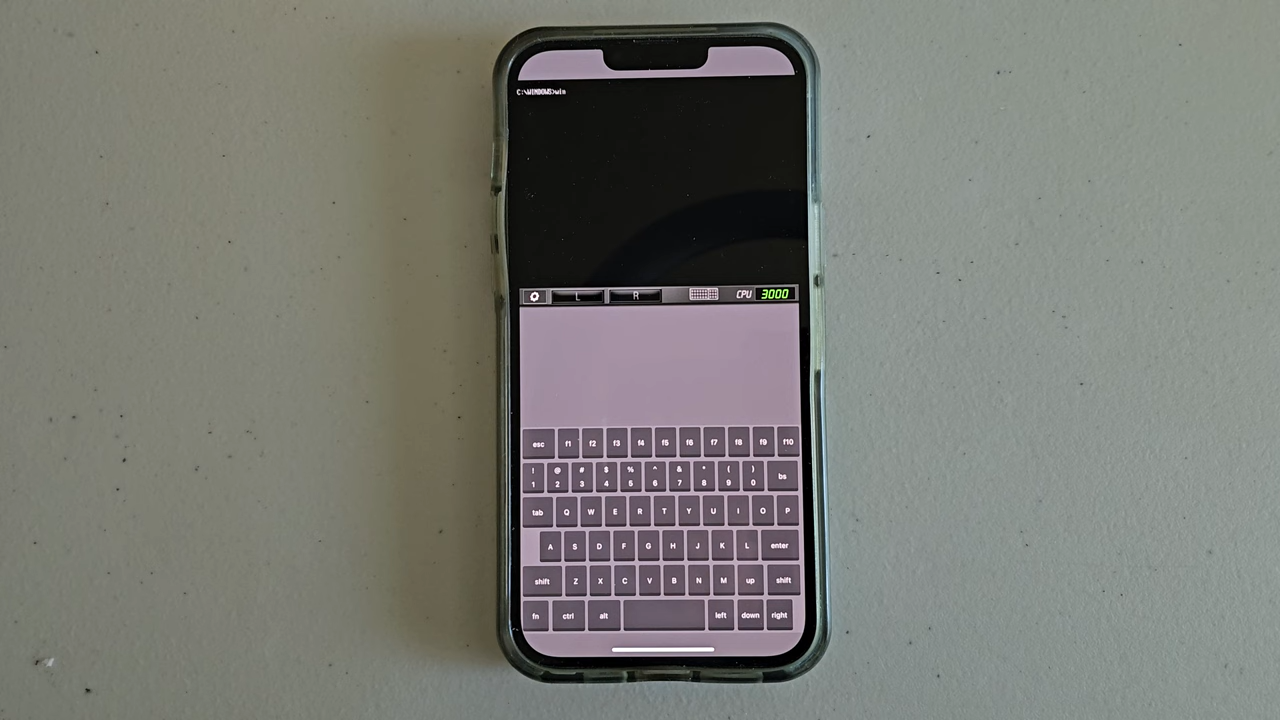 C:\WINDOWS>win
L R CPU 3000
esc f1 f2 f3 f4 f5 f6 f7 f8 f9 f10
! @ # $ % ^ & * ( )
1 2 3 4 5 6 7 8 9 0 bs
tab Q W E R T Y U I O P
A S D F G H J K L enter
shift Z X C V B N M up shift
fn ctrl alt left down right